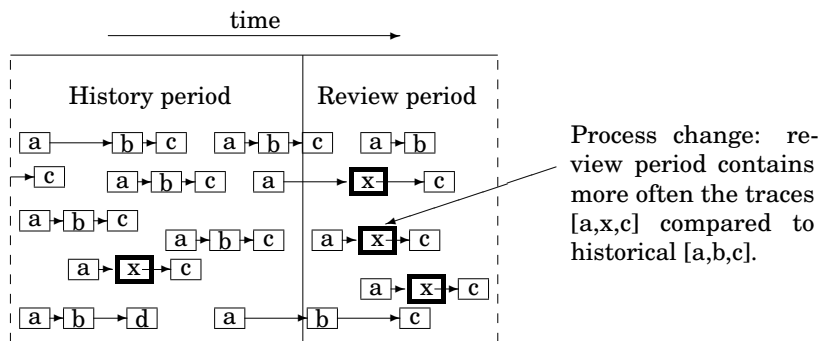 time
History period
Review period
a b c a b c a b
c a b c a x c
a b c a b c a x c
a x c a x c
a b d a b c
Process change: re-
view period contains
more often the traces
[a,x,c] compared to
historical [a,b,c].